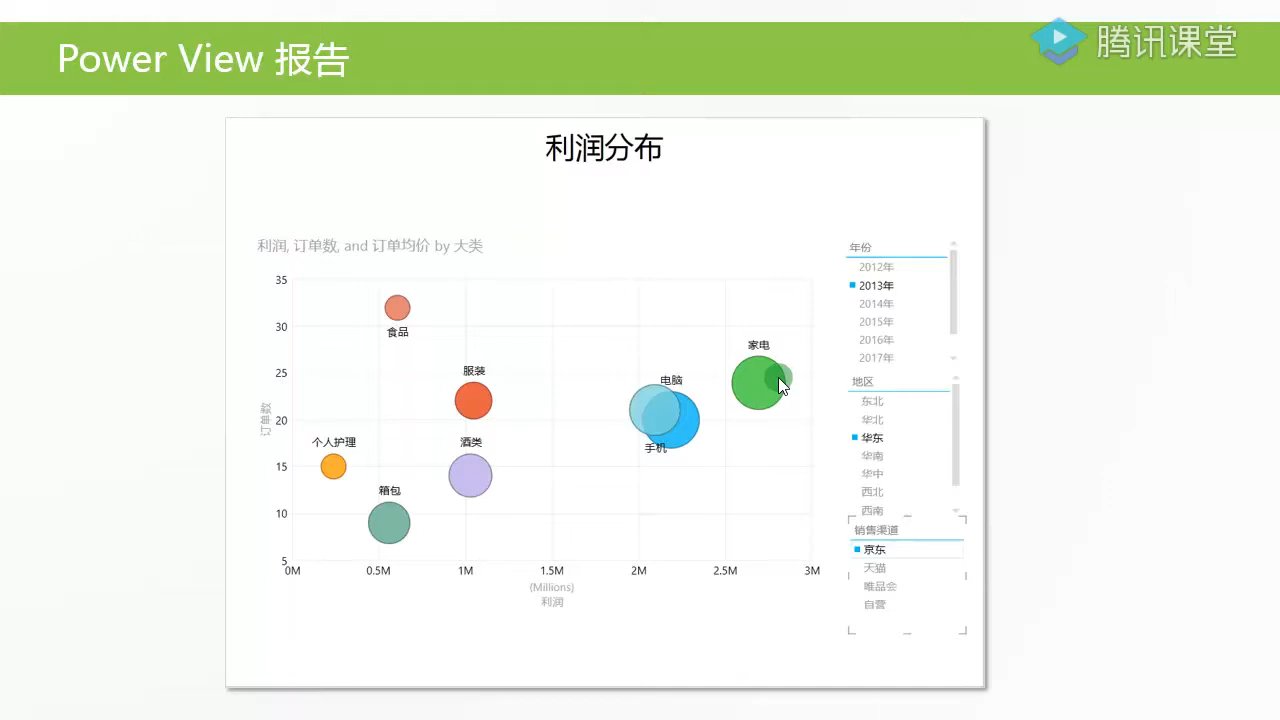 Power View 报告
腾讯课堂
利润分布
利润, 订单数, and 订单均价 by 大类
35
30
25
20
15
10
5
订单数
食品
服装
个人护理
酒类
箱包
电脑
手机
家电
0M
0.5M
1M
1.5M
2M
2.5M
3M
(Millions)
利润
年份
2012年
2013年
2014年
2015年
2016年
2017年
地区
东北
华北
华东
华南
华中
西北
西南
销售渠道
京东
天猫
唯品会
自营